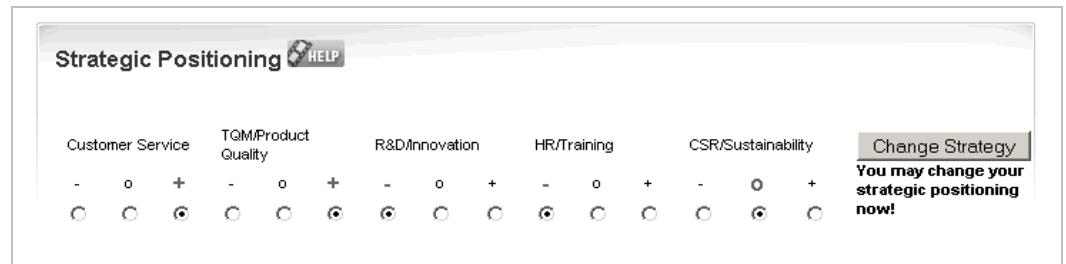 Strategic Positioning HELP
Customer Service TQM/Product Quality R&D/Innovation HR/Training CSR/Sustainability Change Strategy
- o + - o + - o + - o + - o +
You may change your
strategic positioning
now!